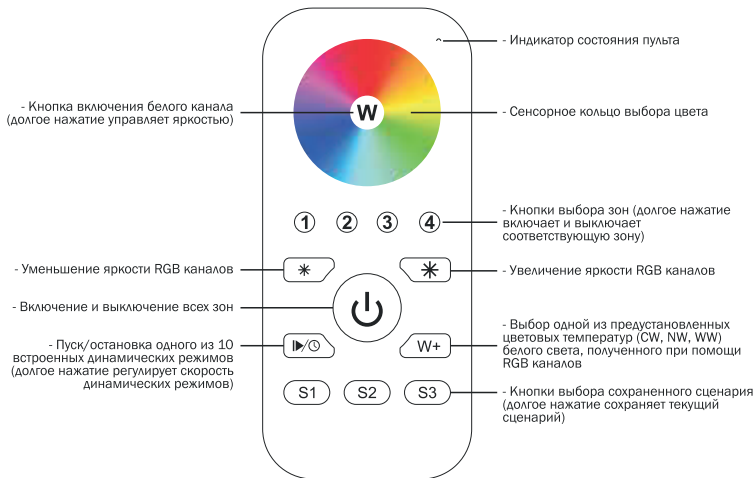 - Индикатор состояния пульта
- Кнопка включения белого канала
(долгое нажатие управляет яркостью)
W
- Сенсорное кольцо выбора цвета
1 2 3 4
- Кнопки выбора зон (долгое нажатие
включает и выключает
соответствующую зону)
- Уменьшение яркости RGB каналов
- Увеличение яркости RGB каналов
- Включение и выключение всех зон
- Пуск/остановка одного из 10
встроенных динамических режимов
(долгое нажатие регулирует скорость
динамических режимов)
W+
- Выбор одной из предустановленных
цветовых температур (CW, NW, WW)
белого света, полученного при помощи
RGB каналов
S1 S2 S3
- Кнопки выбора сохраненного сценария
(долгое нажатие сохраняет текущий
сценарий)